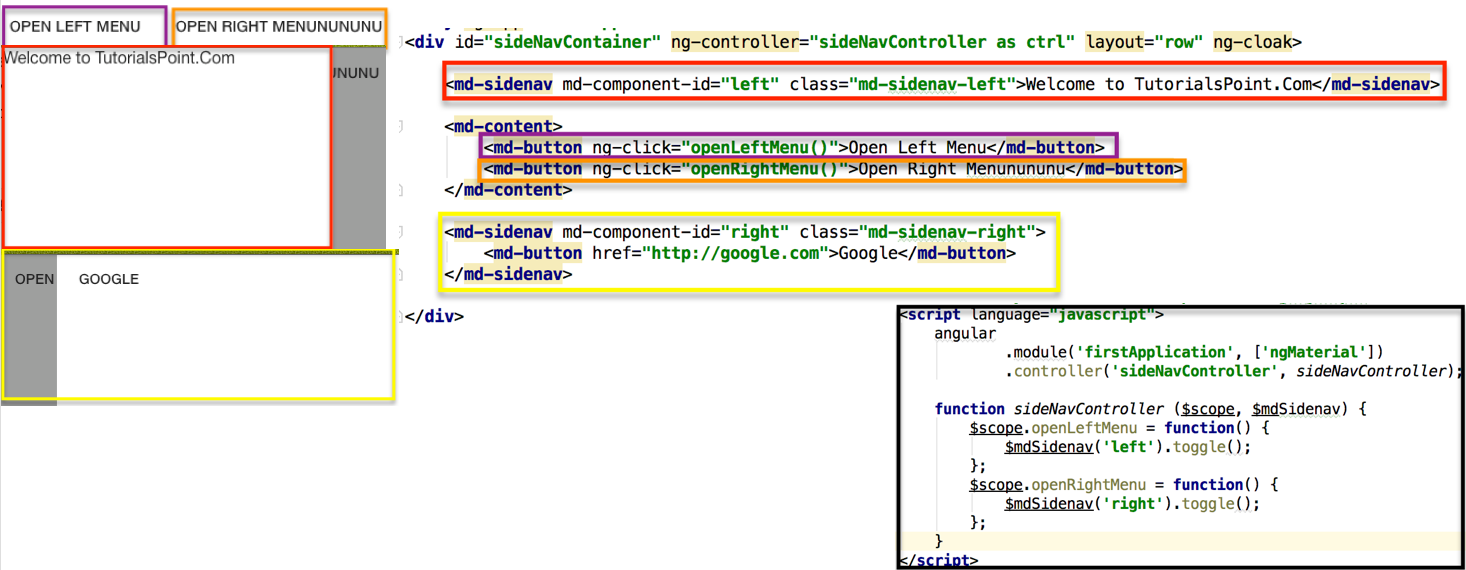 OPEN LEFT MENU
OPEN RIGHT MENUNUNUNU
Welcome to TutorialsPoint.Com
UNUNU
OPEN
GOOGLE
<div id="sideNavContainer" ng-controller="sideNavController as ctrl" layout="row" ng-cloak>
<md-sidenav md-component-id="left" class="md-sidenav-left">Welcome to TutorialsPoint.Com</md-sidenav>
<md-content>
<md-button ng-click="openLeftMenu()">Open Left Menu</md-button>
<md-button ng-click="openRightMenu()">Open Right Menunununu</md-button>
</md-content>
<md-sidenav md-component-id="right" class="md-sidenav-right">
<md-button href="http://google.com">Google</md-button>
</md-sidenav>
</div>
<script language="javascript">
angular
.module('firstApplication', ['ngMaterial'])
.controller('sideNavController', sideNavController);
function sideNavController ($scope, $mdSidenav) {
$scope.openLeftMenu = function() {
$mdSidenav('left').toggle();
};
$scope.openRightMenu = function() {
$mdSidenav('right').toggle();
};
}
</script>